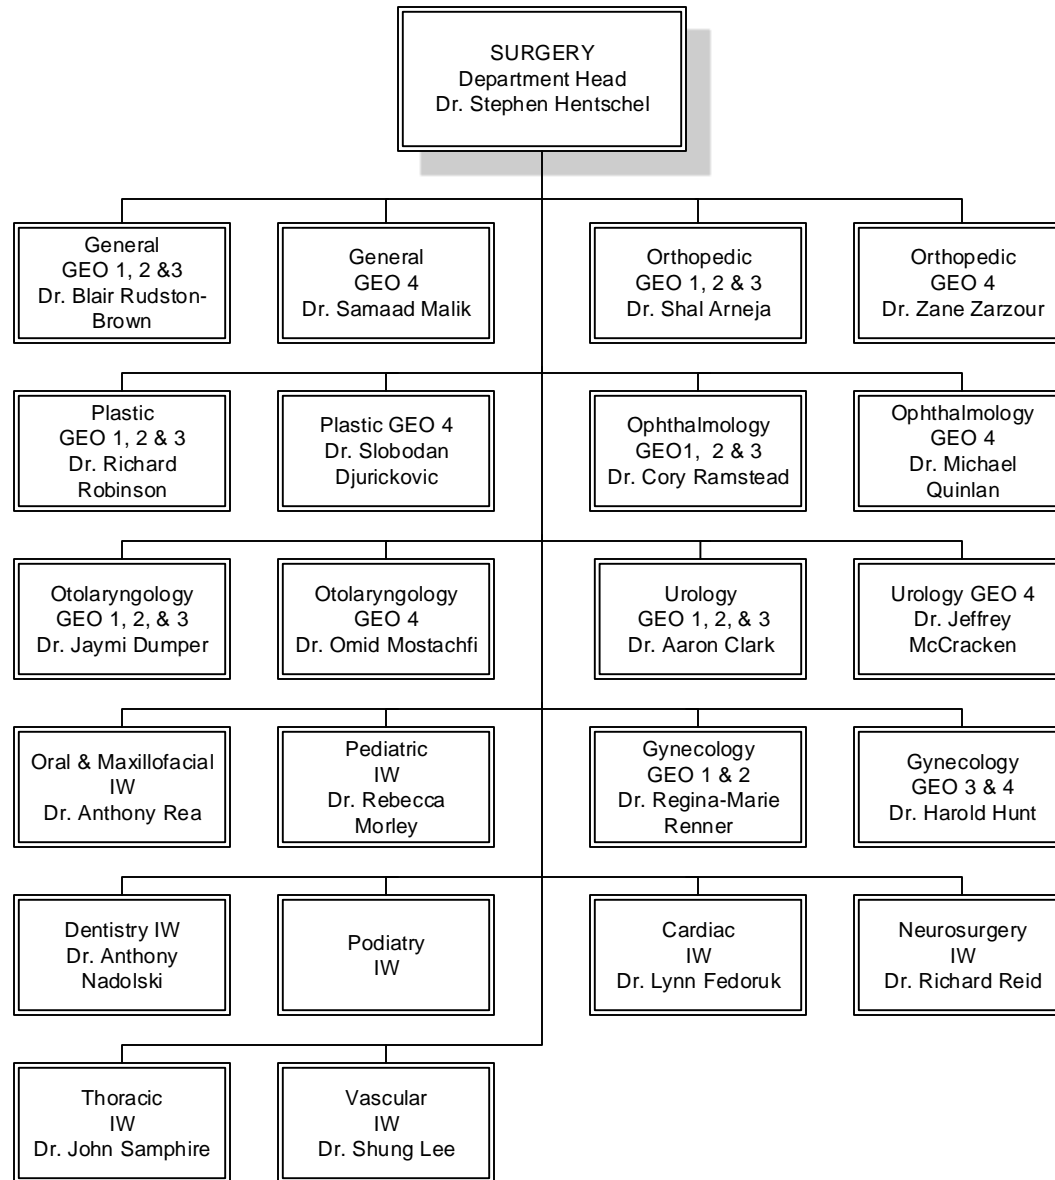 SURGERY
Department Head
Dr. Stephen Hentschel
General
GEO 1, 2 &3
Dr. Blair Rudston-
Brown
General
GEO 4
Dr. Samaad Malik
Orthopedic
GEO 1, 2 & 3
Dr. Shal Arneja
Orthopedic
GEO 4
Dr. Zane Zarzour
Plastic
GEO 1, 2 & 3
Dr. Richard
Robinson
Plastic GEO 4
Dr. Slobodan
Djurickovic
Ophthalmology
GEO1, 2 & 3
Dr. Cory Ramstead
Ophthalmology
GEO 4
Dr. Michael
Quinlan
Otolaryngology
GEO 1, 2, & 3
Dr. Jaymi Dumper
Otolaryngology
GEO 4
Dr. Omid Mostachfi
Urology
GEO 1, 2, & 3
Dr. Aaron Clark
Urology GEO 4
Dr. Jeffrey
McCracken
Oral & Maxillofacial
IW
Dr. Anthony Rea
Pediatric
IW
Dr. Rebecca
Morley
Gynecology
GEO 1 & 2
Dr. Regina-Marie
Renner
Gynecology
GEO 3 & 4
Dr. Harold Hunt
Dentistry IW
Dr. Anthony
Nadolski
Podiatry
IW
Cardiac
IW
Dr. Lynn Fedoruk
Neurosurgery
IW
Dr. Richard Reid
Thoracic
IW
Dr. John Samphire
Vascular
IW
Dr. Shung Lee